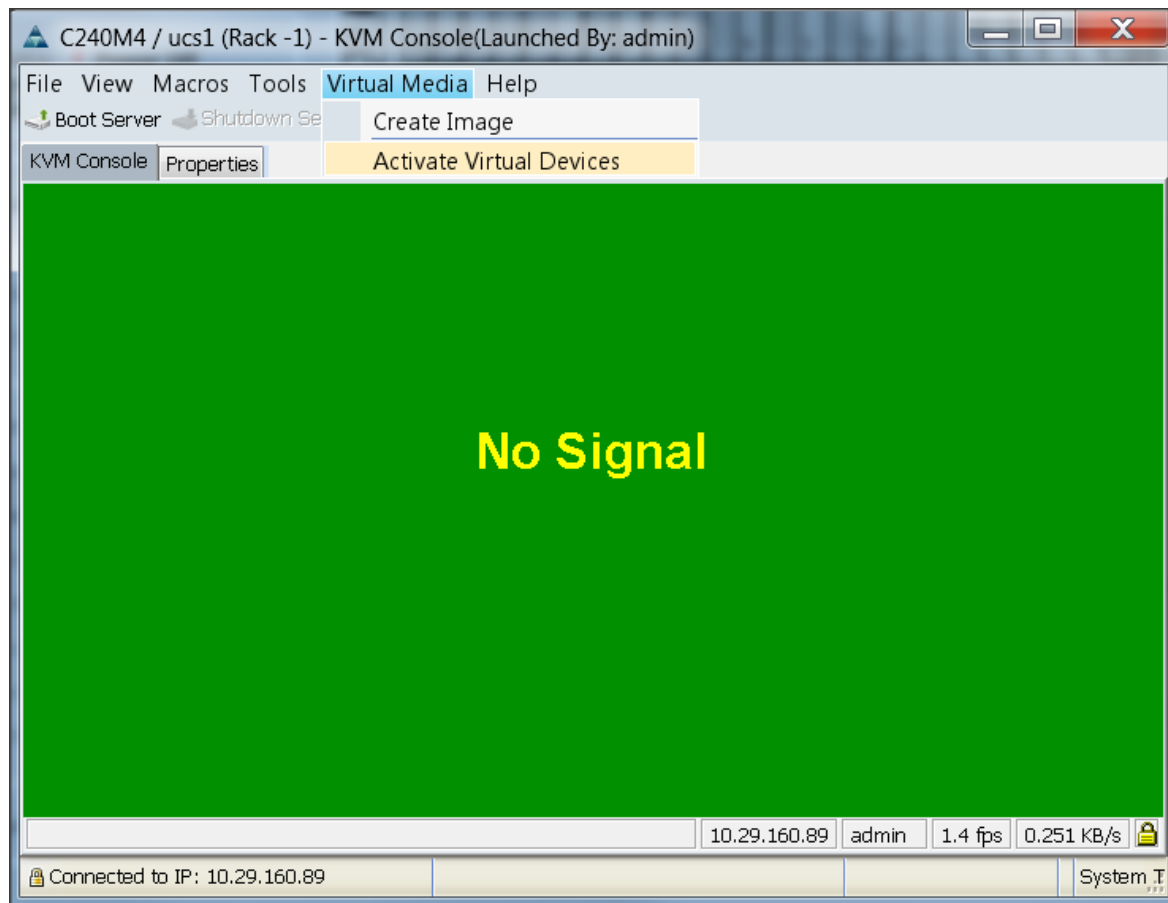 C240M4 / ucs1 (Rack -1) - KVM Console(Launched By: admin)
File View Macros Tools Virtual Media Help
Boot Server Shutdown Se
Create Image
KVM Console Properties
Activate Virtual Devices
No Signal
10.29.160.89 admin 1.4 fps 0.251 KB/s
Connected to IP: 10.29.160.89 System T